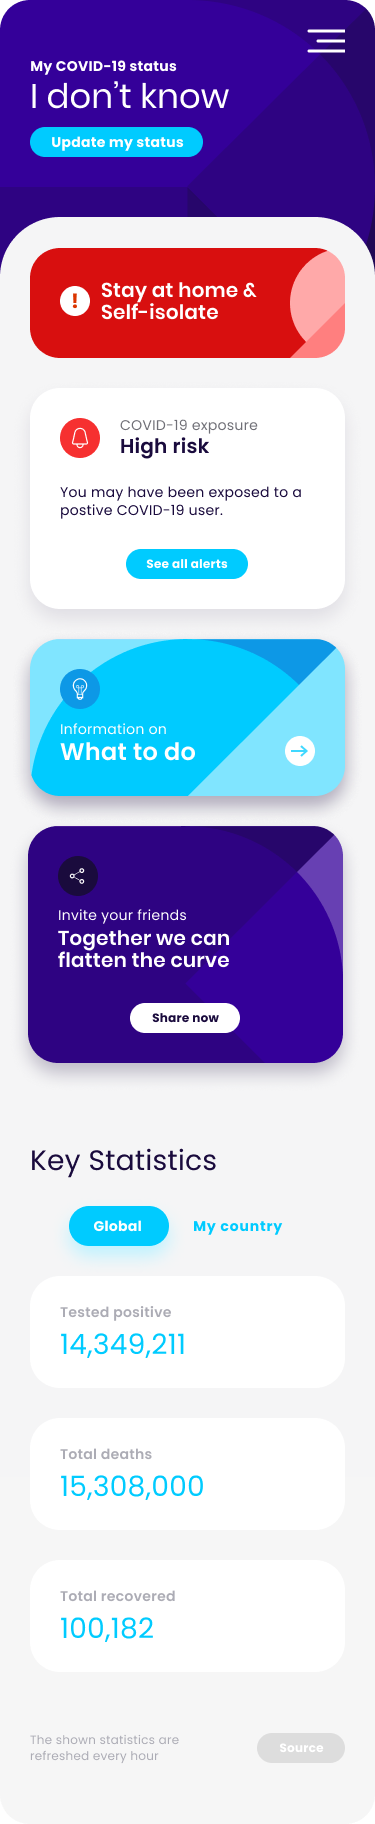 My COVID-19 status
I don't know
Update my status
Stay at home &
Self-isolate
COVID-19 exposure
High risk
You may have been exposed to a
postive COVID-19 user.
See all alerts
Information on
What to do
Invite your friends
Together we can
flatten the curve
Share now
Key Statistics
Global
My country
Tested positive
14,349,211
Total deaths
15,308,000
Total recovered
100,182
The shown statistics are
refreshed every hour
Source